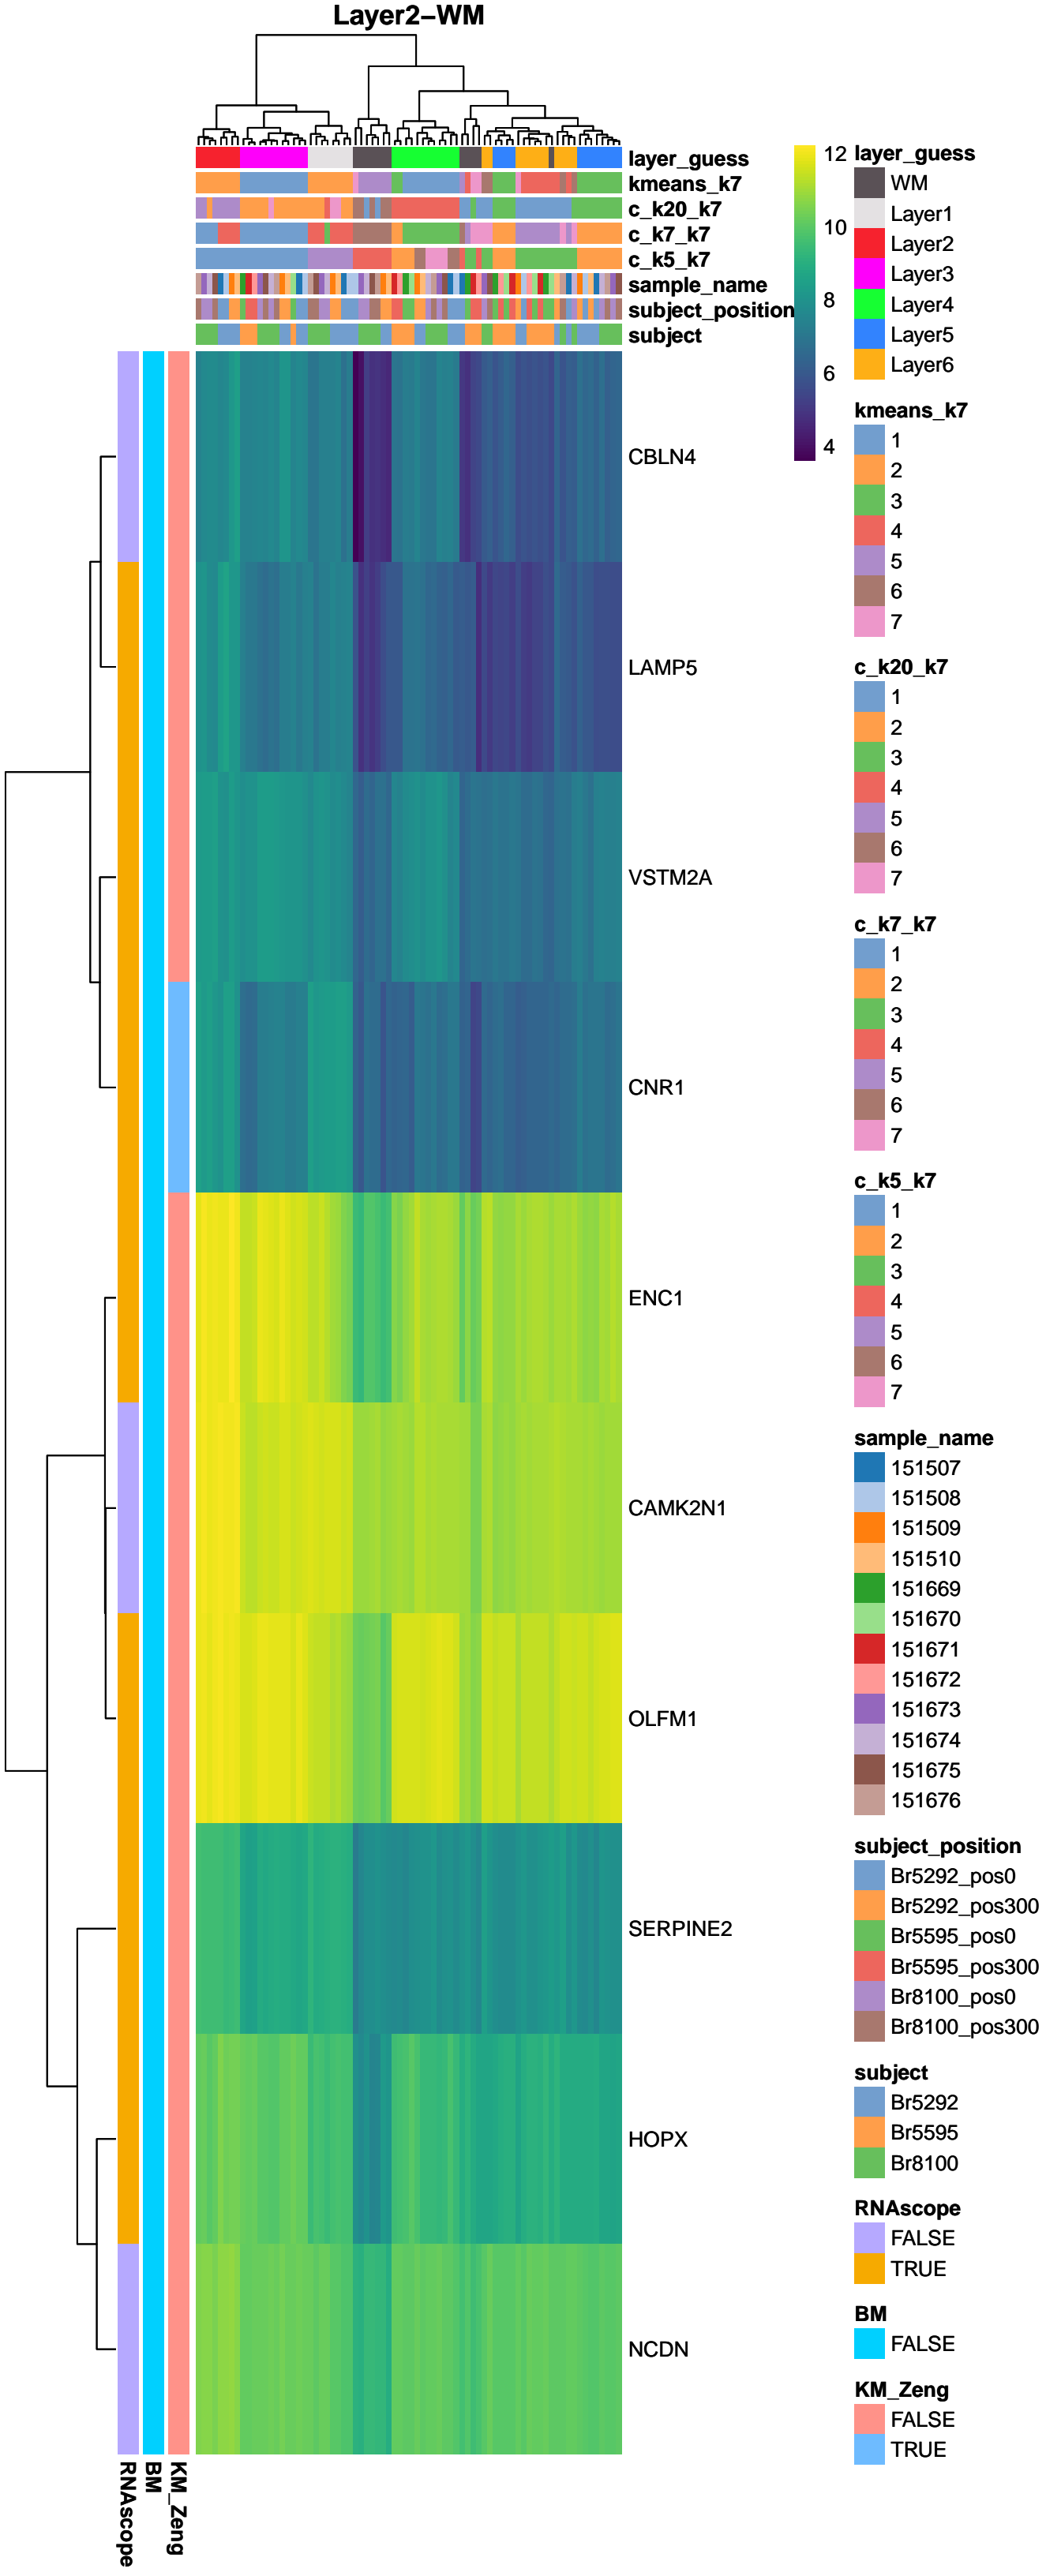 Layer2−WM
layer_guess
kmeans_k7
c_k20_k7
c_k7_k7
c_k5_k7
sample_name
subject_position
subject
CBLN4
LAMP5
VSTM2A
CNR1
ENC1
CAMK2N1
OLFM1
SERPINE2
HOPX
NCDN
RNAscope
BM
KM_Zeng
12
10
8
6
4
layer_guess
WM
Layer1
Layer2
Layer3
Layer4
Layer5
Layer6
kmeans_k7
1
2
3
4
5
6
7
c_k20_k7
1
2
3
4
5
6
7
c_k7_k7
1
2
3
4
5
6
7
c_k5_k7
1
2
3
4
5
6
7
sample_name
151507
151508
151509
151510
151669
151670
151671
151672
151673
151674
151675
151676
subject_position
Br5292_pos0
Br5292_pos300
Br5595_pos0
Br5595_pos300
Br8100_pos0
Br8100_pos300
subject
Br5292
Br5595
Br8100
RNAscope
FALSE
TRUE
BM
FALSE
KM_Zeng
FALSE
TRUE